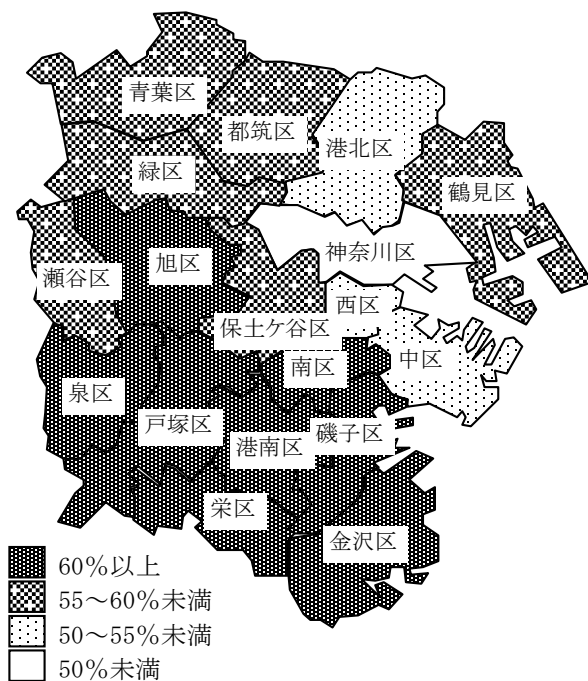 青葉区
都筑区
港北区
緑区
鶴見区
神奈川区
旭区
瀬谷区
西区
保土ケ谷区
中区
南区
泉区
戸塚区
磯子区
港南区
栄区
金沢区
60%以上
55～60%未満
50～55%未満
50%未満